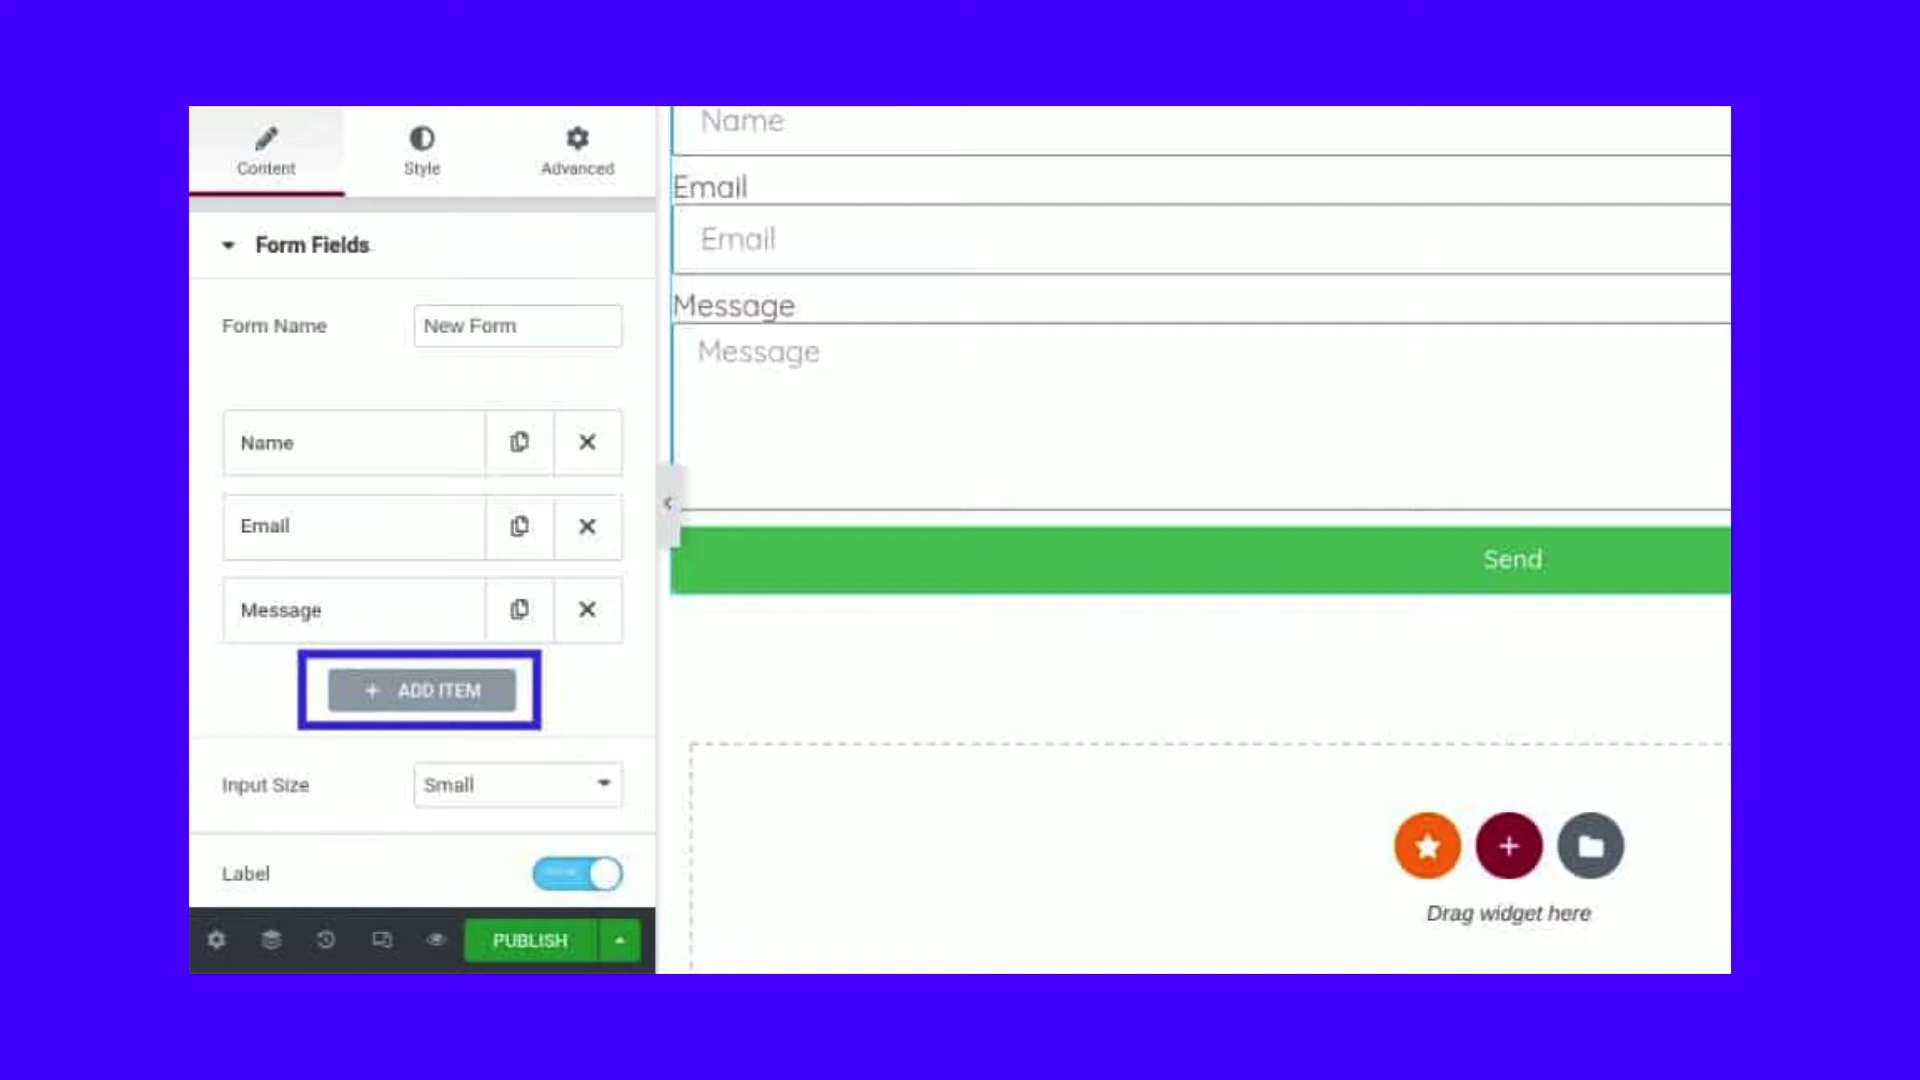 Content
Style
Advanced
Form Fields
Form Name
New Form
Name
Email
Message
+ ADD ITEM
Input Size
Small
Label
PUBLISH
Name
Email
Email
Message
Message
Send
Drag widget here